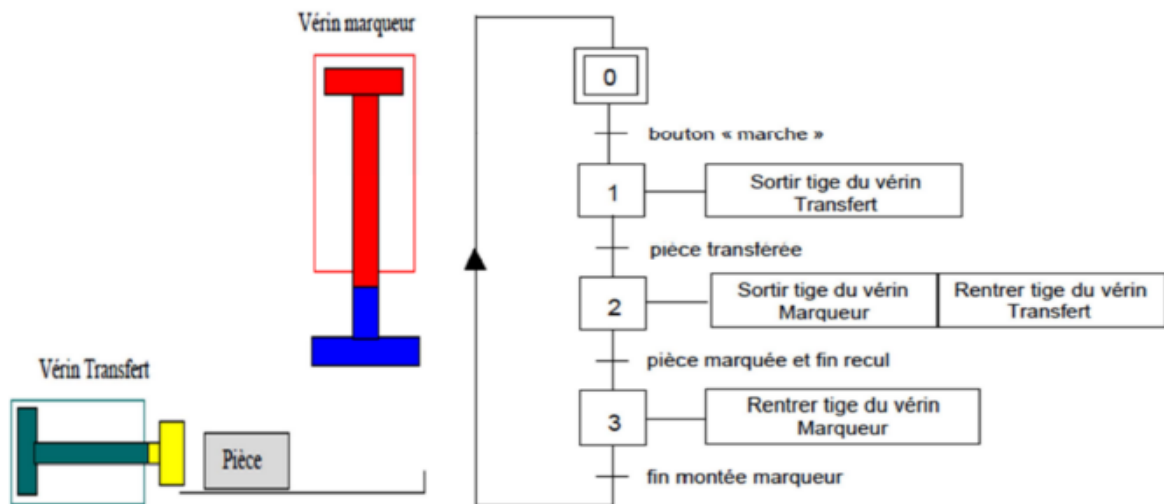 Vérin marqueur
0
bouton « marche »
1
Sortir tige du vérin
Transfert
pièce transférée
2
Sortir tige du vérin
Marqueur
Rentrer tige du vérin
Transfert
pièce marquée et fin recul
3
Rentrer tige du vérin
Marqueur
fin montée marqueur
Vérin Transfert
Pièce